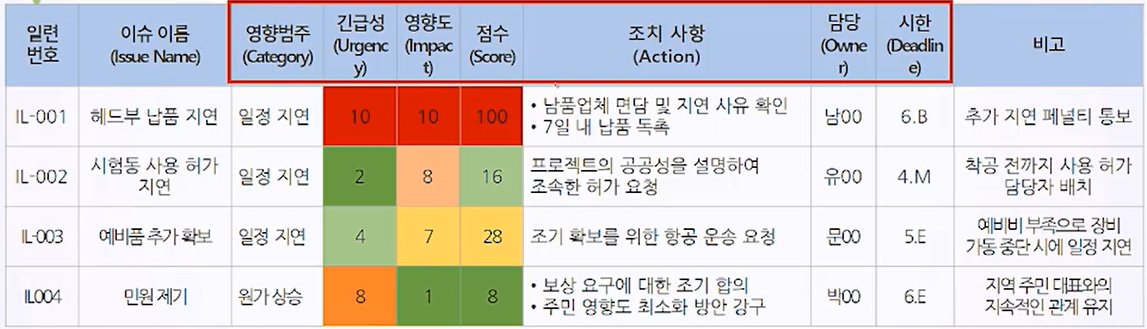 일련 번호 이슈 이름 (Issue Name) 영향범주 (Category) 긴급성 (Urgency) 영향도 (Impact) 점수 (Score) 조치 사항 (Action) 담당 (Owner) 시한 (Deadline) 비고
IL-001 헤드부 납품 지연 일정 지연 10 10 100 • 납품업체 면담 및 지연 사유 확인 • 7일 내 납품 독촉 남00 6.B 추가 지연 페널티 통보
IL-002 시험동 사용 허가 지연 일정 지연 2 8 16 프로젝트의 공공성을 설명하여 조속한 허가 요청 유00 4.M 착공 전까지 사용 허가 담당자 배치
IL-003 예비품 추가 확보 일정 지연 4 7 28 조기 확보를 위한 항공 운송 요청 문00 5.E 예비비 부족으로 장비 가동 중단 시에 일정 지연
IL004 민원 제기 원가 상승 8 1 8 • 보상 요구에 대한 조기 합의 • 주민 영향도 최소화 방안 강구 박00 6.E 지역 주민 대표와의 지속적인 관계 유지